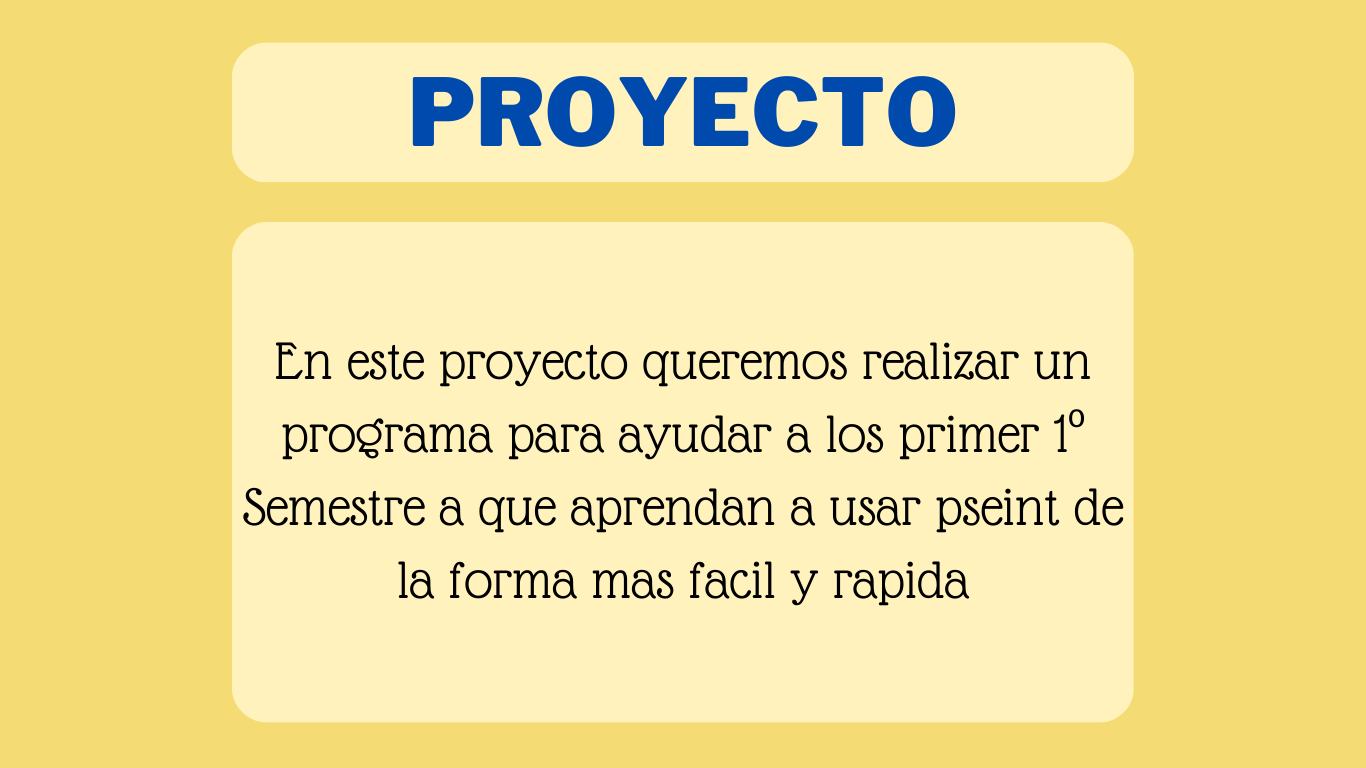 PROYECTO
En este proyecto queremos realizar un
programa para ayudar a los primer 1º
Semestre a que aprendan a usar pseint de
la forma mas facil y rapida